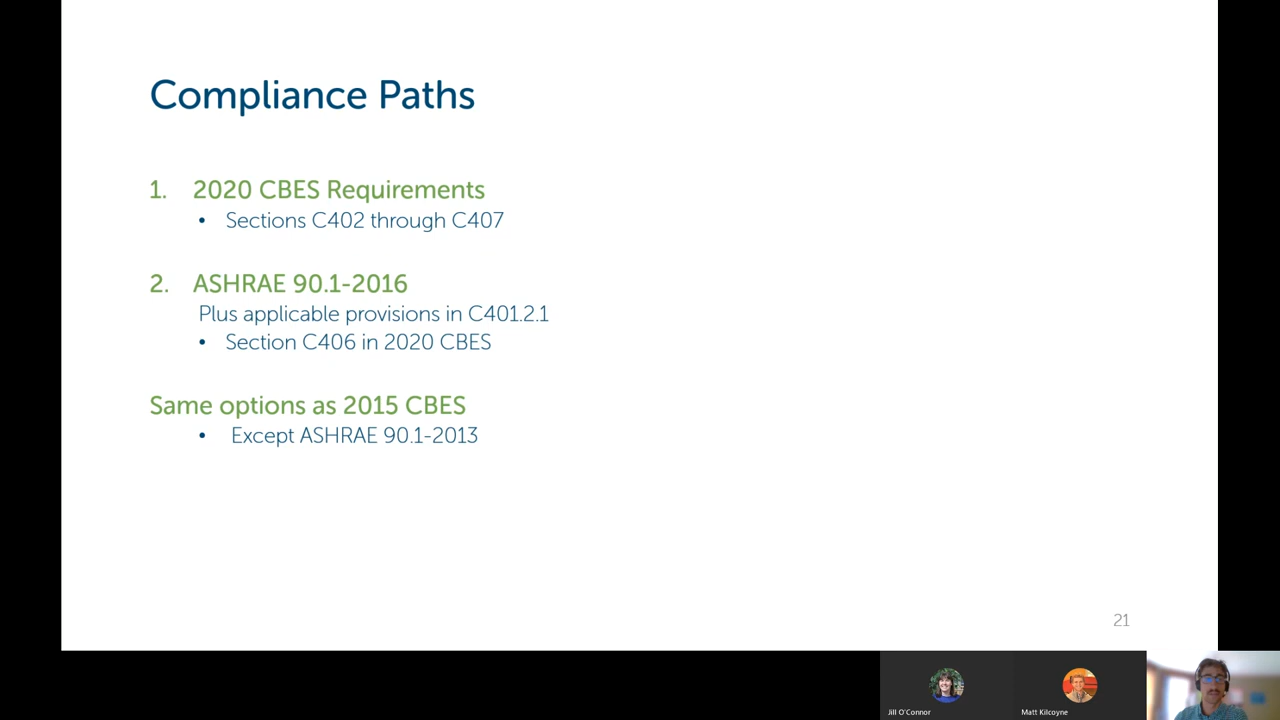 Compliance Paths
1. 2020 CBES Requirements
• Sections C402 through C407
2. ASHRAE 90.1-2016
Plus applicable provisions in C401.2.1
• Section C406 in 2020 CBES
Same options as 2015 CBES
• Except ASHRAE 90.1-2013
21
Jill O'Connor
Matt Kilcoyne